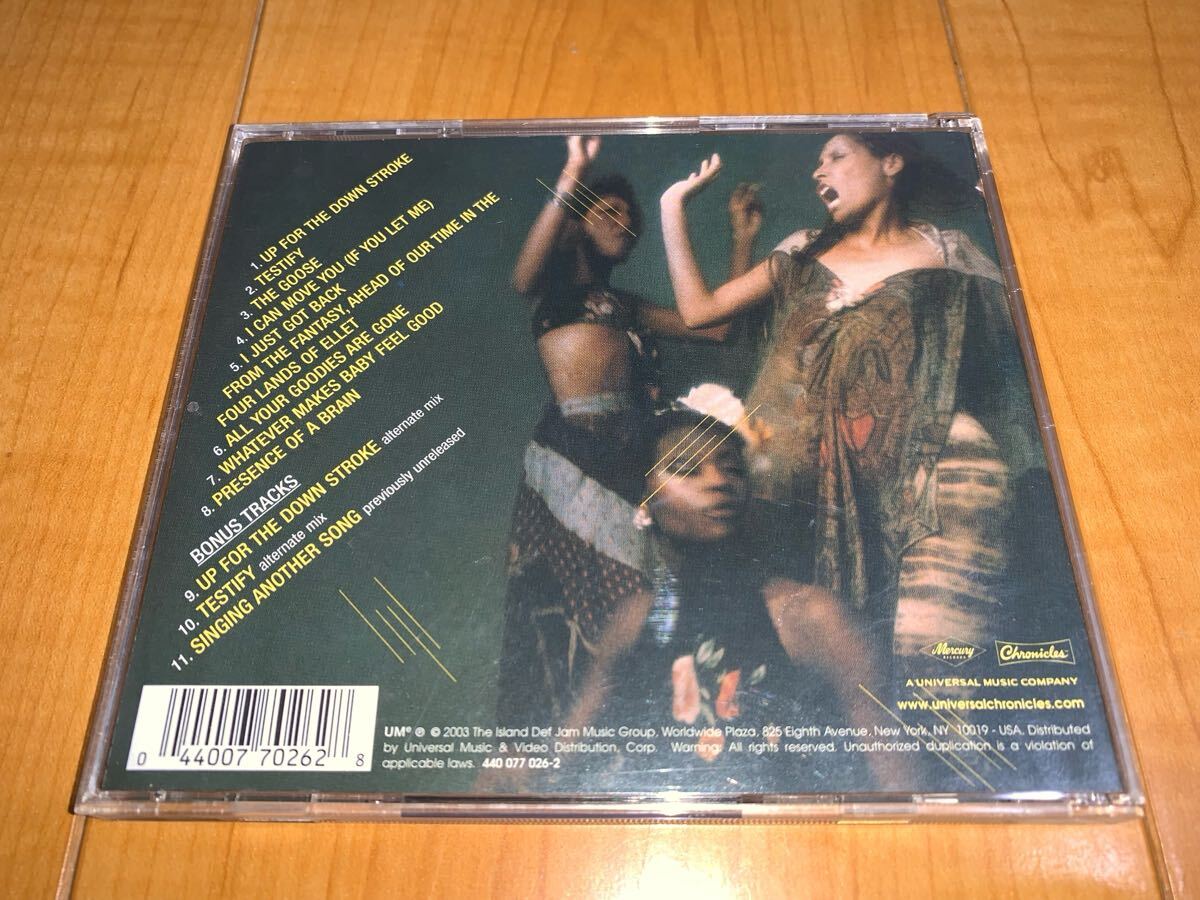 1. UP FOR THE DOWN STROKE
2. TESTIFY
3. THE GOOSE
4. I CAN MOVE YOU (IF YOU LET ME)
5. I JUST GOT BACK
FROM THE FANTASY, AHEAD OF OUR TIME IN THE
FOUR LANDS OF ELLET
6. ALL YOUR GOODIES ARE GONE
7. WHATEVER MAKES BABY FEEL GOOD
8. PRESENCE OF A BRAIN
BONUS TRACKS
9. UP FOR THE DOWN STROKE alternate mix
10. TESTIFY alternate mix
11. SINGING ANOTHER SONG previously unreleased
Mercury
RECORDS
Chronicles
A UNIVERSAL MUSIC COMPANY
www.universalchronicles.com
0 44007 70262 8
UMe ℗ © 2003 The Island Def Jam Music Group, Worldwide Plaza, 825 Eighth Avenue, New York, NY 10019 - USA. Distributed
by Universal Music & Video Distribution, Corp. Warning: All rights reserved. Unauthorized duplication is a violation of
applicable laws. 440 077 026-2